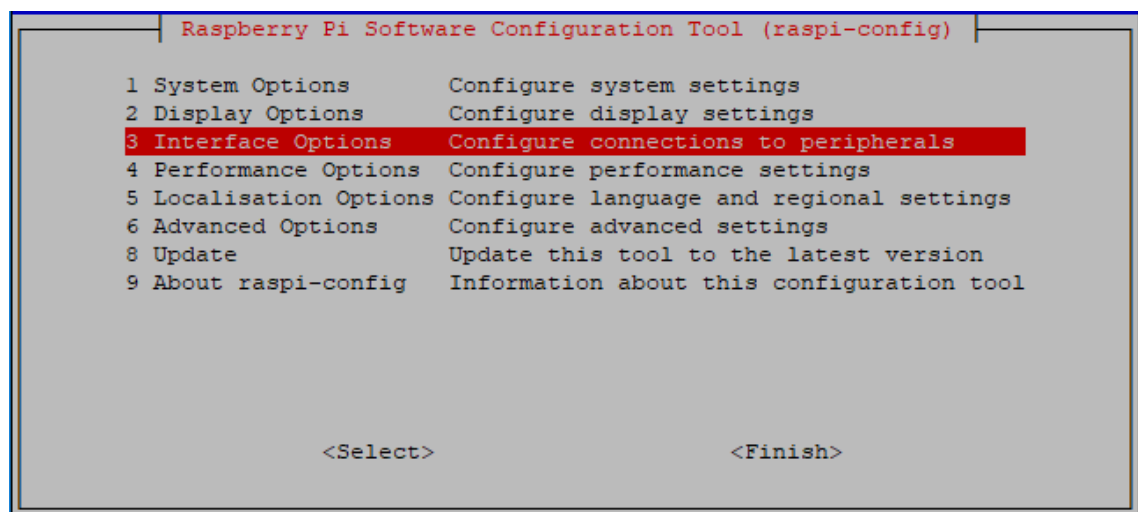 Raspberry Pi Software Configuration Tool (raspi-config)
1 System Options Configure system settings
2 Display Options Configure display settings
3 Interface Options Configure connections to peripherals
4 Performance Options Configure performance settings
5 Localisation Options Configure language and regional settings
6 Advanced Options Configure advanced settings
8 Update Update this tool to the latest version
9 About raspi-config Information about this configuration tool
<Select> <Finish>